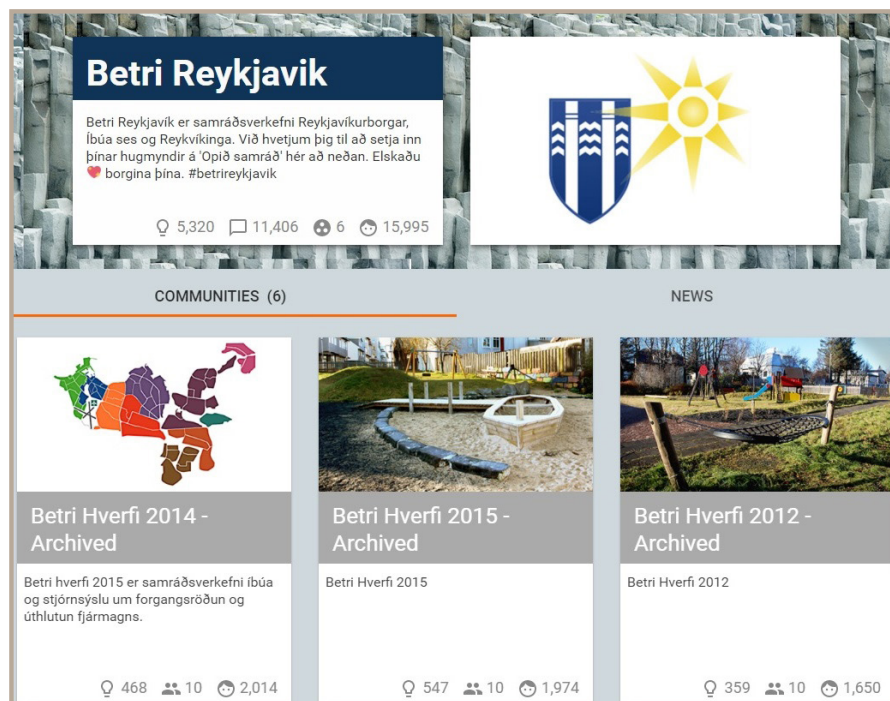 Betri Reykjavik
Betri Reykjavík er samráðsverkefni Reykjavíkurborgar,
Íbúa ses og Reykvíkinga. Við hvetjum þig til að setja inn
þínar hugmyndir á 'Opið samráð' hér að neðan. Elskaðu
💖 borgina þína. #betrireykjavik
5,320 11,406 6 15,995
COMMUNITIES (6) NEWS
Betri Hverfi 2014 -
Archived
Betri hverfi 2015 er samráðsverkefni íbúa
og stjórnsýslu um forgangsröðun og
úthlutun fjármagns.
468 10 2,014
Betri Hverfi 2015 -
Archived
Betri Hverfi 2015
547 10 1,974
Betri Hverfi 2012 -
Archived
Betri Hverfi 2012
359 10 1,650